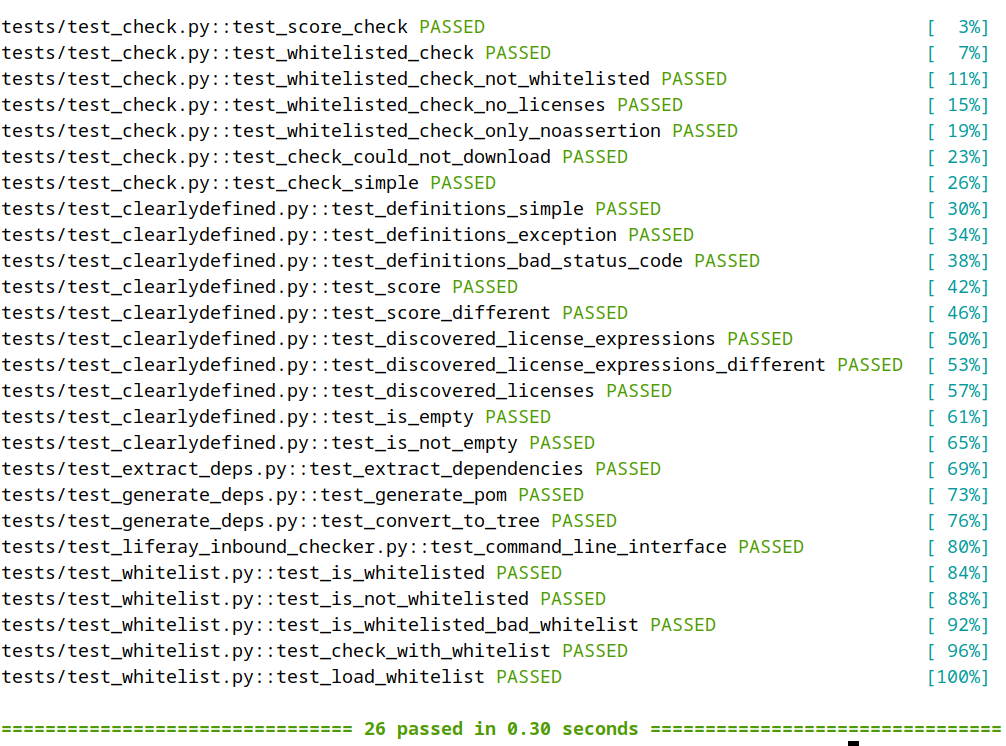 tests/test_check.py::test_score_check PASSED [  3%]
tests/test_check.py::test_whitelisted_check PASSED [  7%]
tests/test_check.py::test_whitelisted_check_not_whitelisted PASSED [ 11%]
tests/test_check.py::test_whitelisted_check_no_licenses PASSED [ 15%]
tests/test_check.py::test_whitelisted_check_only_noassertion PASSED [ 19%]
tests/test_check.py::test_check_could_not_download PASSED [ 23%]
tests/test_check.py::test_check_simple PASSED [ 26%]
tests/test_clearlydefined.py::test_definitions_simple PASSED [ 30%]
tests/test_clearlydefined.py::test_definitions_exception PASSED [ 34%]
tests/test_clearlydefined.py::test_definitions_bad_status_code PASSED [ 38%]
tests/test_clearlydefined.py::test_score PASSED [ 42%]
tests/test_clearlydefined.py::test_score_different PASSED [ 46%]
tests/test_clearlydefined.py::test_discovered_license_expressions PASSED [ 50%]
tests/test_clearlydefined.py::test_discovered_license_expressions_different PASSED [ 53%]
tests/test_clearlydefined.py::test_discovered_licenses PASSED [ 57%]
tests/test_clearlydefined.py::test_is_empty PASSED [ 61%]
tests/test_clearlydefined.py::test_is_not_empty PASSED [ 65%]
tests/test_extract_deps.py::test_extract_dependencies PASSED [ 69%]
tests/test_generate_deps.py::test_generate_pom PASSED [ 73%]
tests/test_generate_deps.py::test_convert_to_tree PASSED [ 76%]
tests/test_liferay_inbound_checker.py::test_command_line_interface PASSED [ 80%]
tests/test_whitelist.py::test_is_whitelisted PASSED [ 84%]
tests/test_whitelist.py::test_is_not_whitelisted PASSED [ 88%]
tests/test_whitelist.py::test_is_whitelisted_bad_whitelist PASSED [ 92%]
tests/test_whitelist.py::test_check_with_whitelist PASSED [ 96%]
tests/test_whitelist.py::test_load_whitelist PASSED [100%]
================================ 26 passed in 0.30 seconds ================================